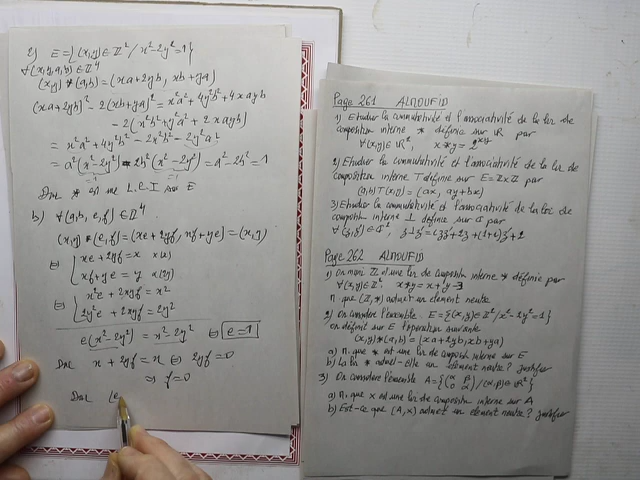 2) E={(x,y)∈ℤ²/x²-2y²=1}
∀(x,y,a,b)∈ℤ⁴
(x,y)*(a,b)=(xa+2yb, xb+ya)
(xa+2yb)²-2(xb+ya)²=x²a²+4y²b²+4xayb
-2(x²b²+y²a²+2xayb)
=x²a²+4y²b²-2x²b²-2y²a²
=a²(x²-2y²)-2b²(x²-2y²)=a²-2b²=1
=1
=1
Donc * est une L.C.I sur E
b) ∀(a,b,e,f)∈ℤ⁴
(x,y)*(e,f)=(xe+2yf, xf+ye)=(x,y)
⇔ {xe+2yf=x ×(x)
xf+ye=y ×(2y)
⇔ {x²e+2xyf=x²
2y²e+2xyf=2y²
e(x²-2y²)=x²-2y² ⇔ e=1
Donc x+2yf=x ⇔ 2yf=0
⇒ f=0
Donc (e
Page 261 ALMOUFID
1) Etudier la commutativité et l'associativité de la loi de
composition interne * définie sur ℝ par
∀(x,y)∈ℝ², x*y=2^xy
2) Etudier la commutativité et l'associativité de la loi de
composition interne T définie sur E=ℤ×ℤ par
(a,b)T(x,y)=(ax, ay+bx)
3) Etudier la commutativité et l'associativité de la loi de
composit interne ⊥ définie sur ℂ par
Page 262 ALMOUFID
1) On muni ℤ d'une loi de composit interne * définie par
∀(x,y)∈ℤ² x*y=x+y-3
M. que (ℤ,*) admet un élément neutre
2) On considère l'ensemble E={(x,y)∈ℤ²/x²-2y²=1}
On définit sur E l'opération suivante
(x,y)*(a,b)=(xa+2yb, xb+ya)
a) M. que * est une loi de composit interne sur E
b) La loi * admet-elle un élément neutre? justifier
3) On considère l'ensemble A={(α β / 0 α)/(α,β)∈ℝ²}
a) M. que × est une loi de composition interne sur A
b) Est-ce que (A,×) admet un élément neutre? justifier